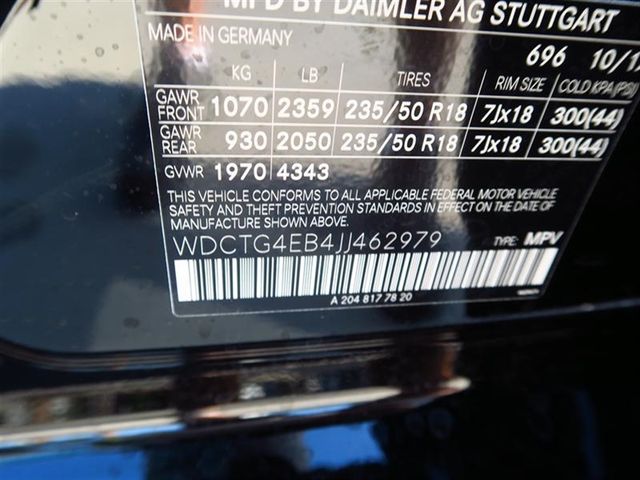 MFD BY DAIMLER AG STUTTGART
MADE IN GERMANY 696 10/1
KG LB TIRES RIM SIZE COLD KPA (PSI)
GAWR FRONT 1070 2359 235/50 R18 7Jx18 300(44)
GAWR REAR 930 2050 235/50 R18 7Jx18 300(44)
GVWR 1970 4343
THIS VEHICLE CONFORMS TO ALL APPLICABLE FEDERAL MOTOR VEHICLE
SAFETY AND THEFT PREVENTION STANDARDS IN EFFECT ON THE DATE OF
MANUFACTURE SHOWN ABOVE.
WDCTG4EB4JJ462979 TYPE: MPV
A 204 817 78 20